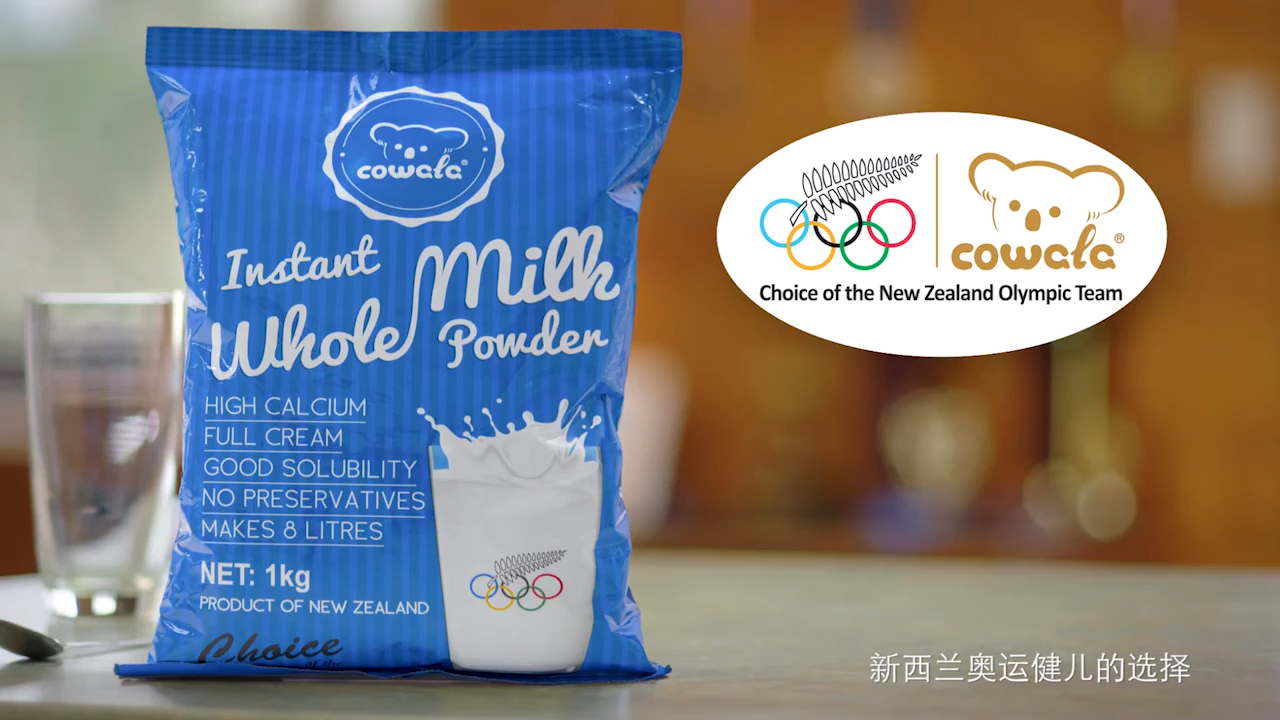 cowala®
Instant
Whole Milk
Powder
HIGH CALCIUM
FULL CREAM
GOOD SOLUBILITY
NO PRESERVATIVES
MAKES 8 LITRES
NET: 1kg
PRODUCT OF NEW ZEALAND
Choice
of the
cowala®
Choice of the New Zealand Olympic Team
新西兰奥运健儿的选择